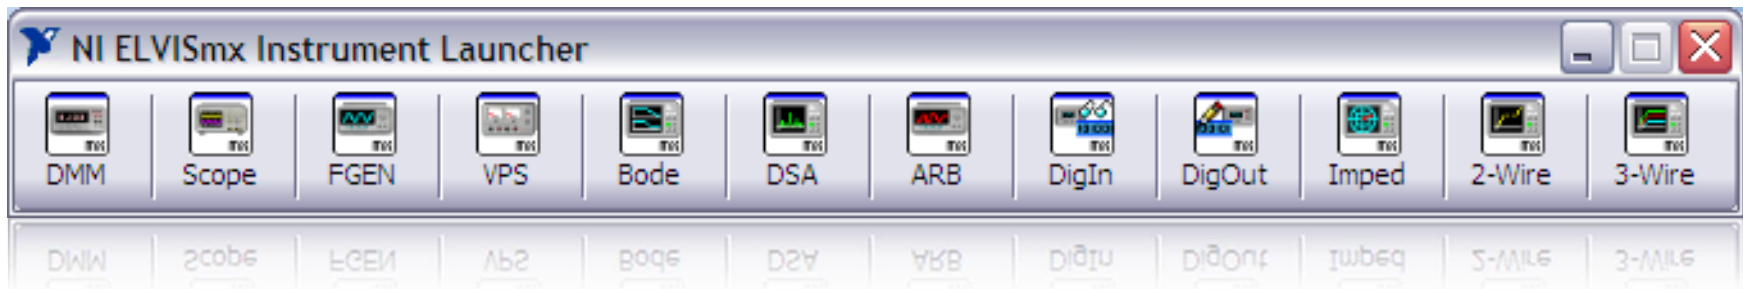 NI ELVISmx Instrument Launcher
DMM Scope FGEN VPS Bode DSA ARB DigIn DigOut Imped 2-Wire 3-Wire